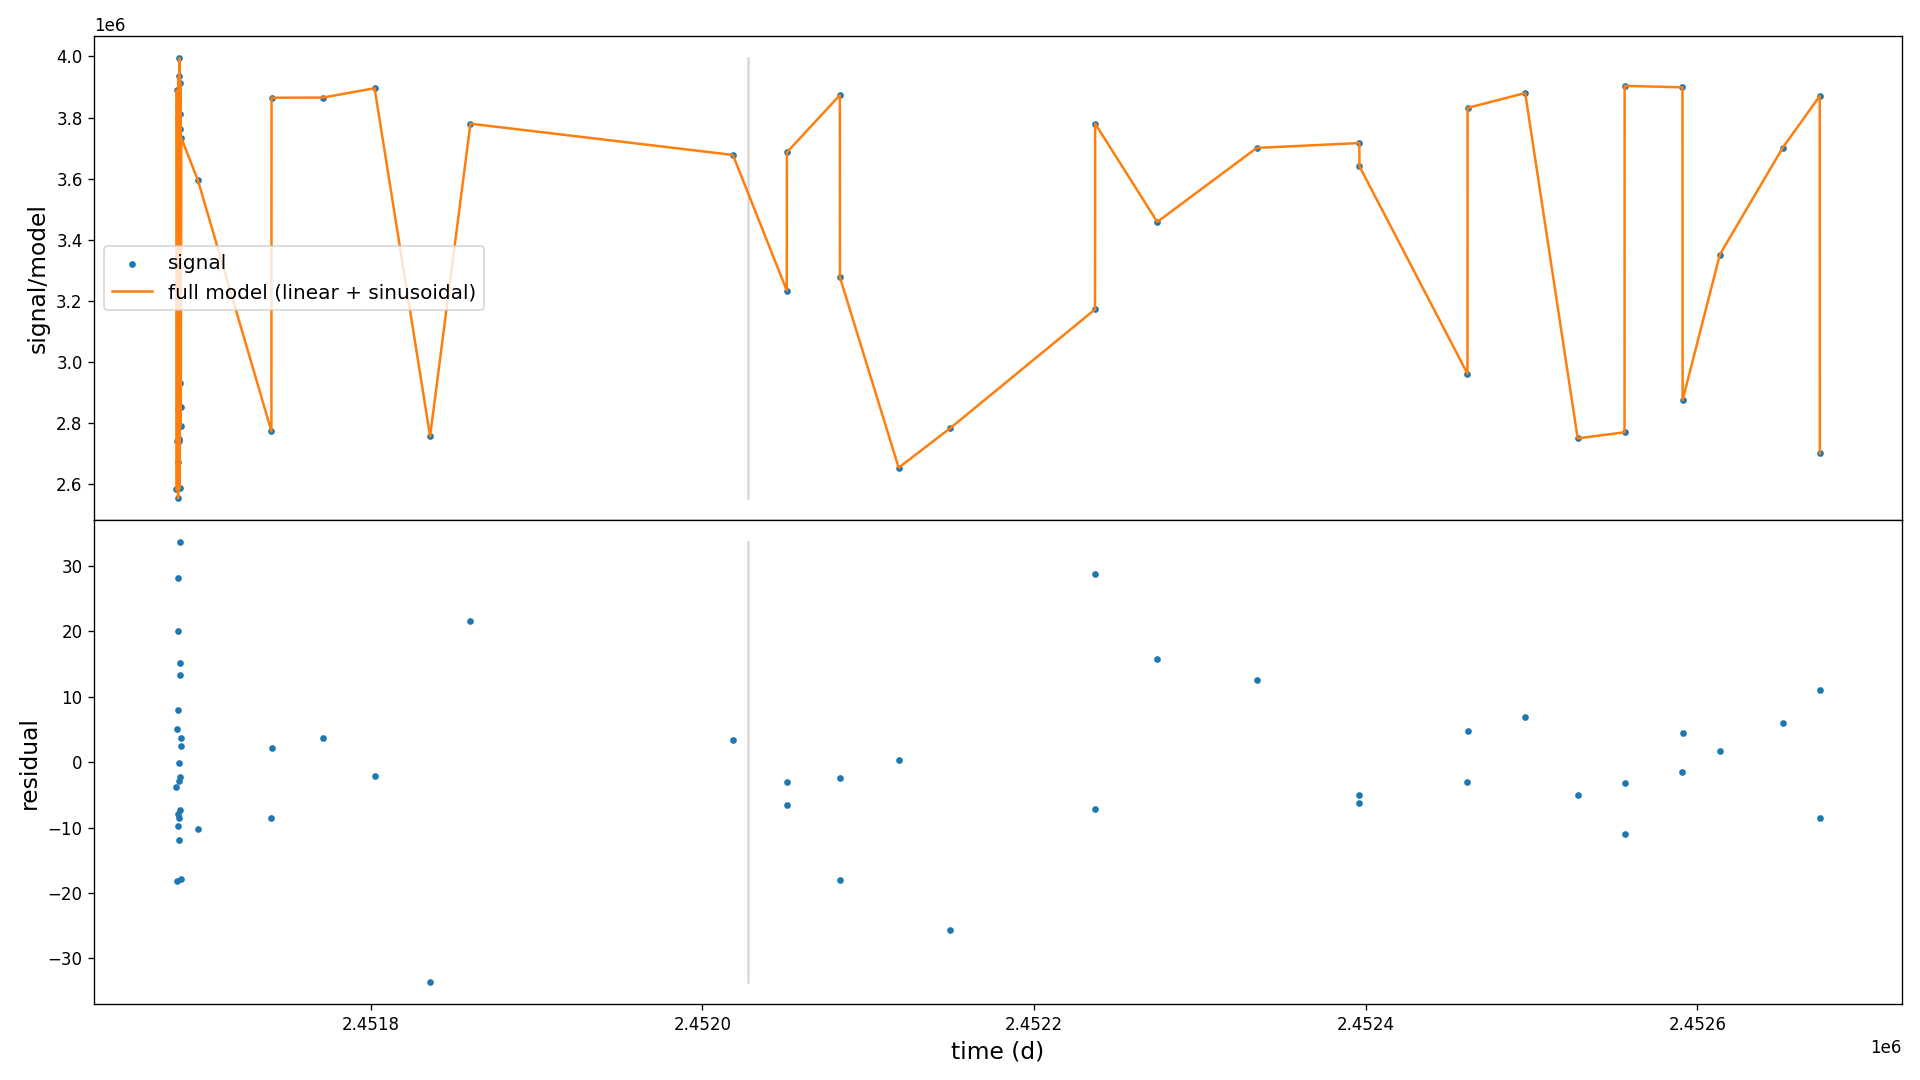 1e6
4.0
3.8
3.6
3.4
3.2
3.0
2.8
2.6
signal/model
signal
full model (linear + sinusoidal)
30
20
10
0
−10
−20
−30
residual
2.4518 2.4520 2.4522 2.4524 2.4526
time (d)
1e6